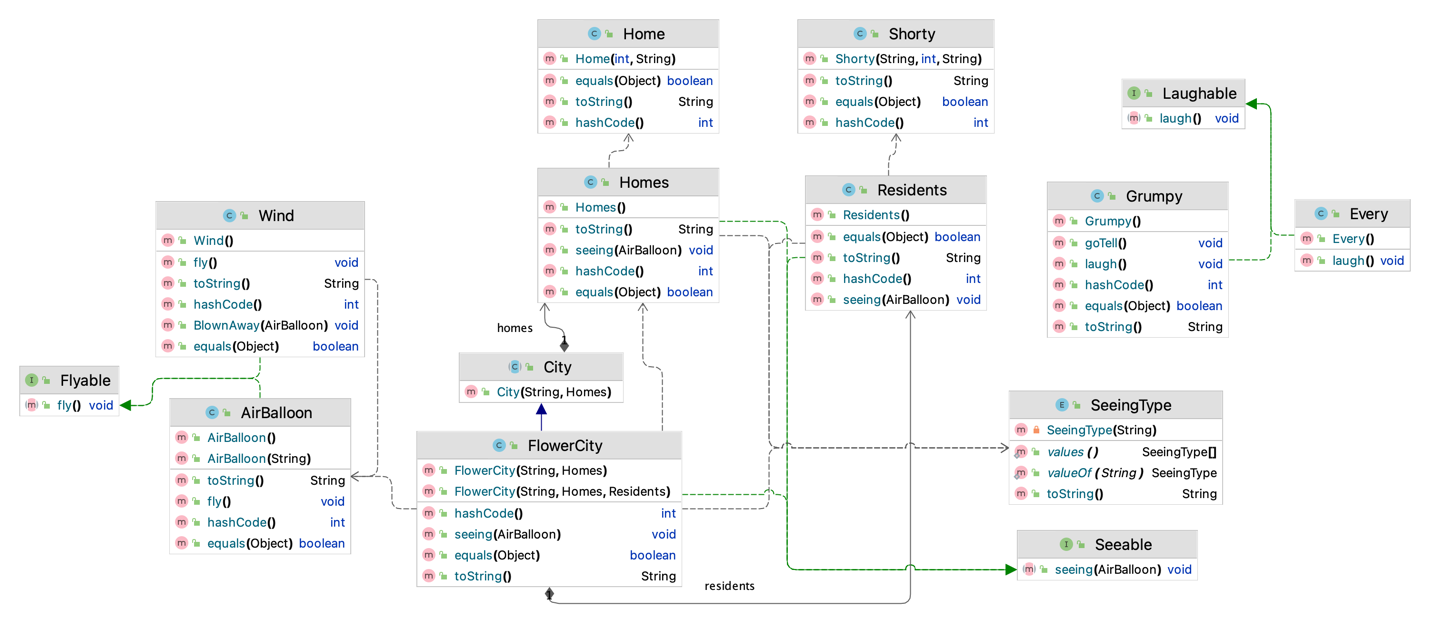 Home
Home(int, String)
equals(Object) boolean
toString() String
hashCode() int
Shorty
Shorty(String, int, String)
toString() String
equals(Object) boolean
hashCode() int
Laughable
laugh() void
Homes
Homes()
toString() String
seeing(AirBalloon) void
hashCode() int
equals(Object) boolean
Residents
Residents()
equals(Object) boolean
toString() String
hashCode() int
seeing(AirBalloon) void
Grumpy
Grumpy()
goTell() void
laugh() void
hashCode() int
equals(Object) boolean
toString() String
Every
Every()
laugh() void
Wind
Wind()
fly() void
toString() String
hashCode() int
BlownAway(AirBalloon) void
equals(Object) boolean
homes
1
City
City(String, Homes)
Flyable
fly() void
AirBalloon
AirBalloon()
AirBalloon(String)
toString() String
fly() void
hashCode() int
equals(Object) boolean
FlowerCity
FlowerCity(String, Homes)
FlowerCity(String, Homes, Residents)
hashCode() int
seeing(AirBalloon) void
equals(Object) boolean
toString() String
1
residents
SeeingType
SeeingType(String)
values () SeeingType[]
valueOf (String) SeeingType
toString() String
Seeable
seeing(AirBalloon) void